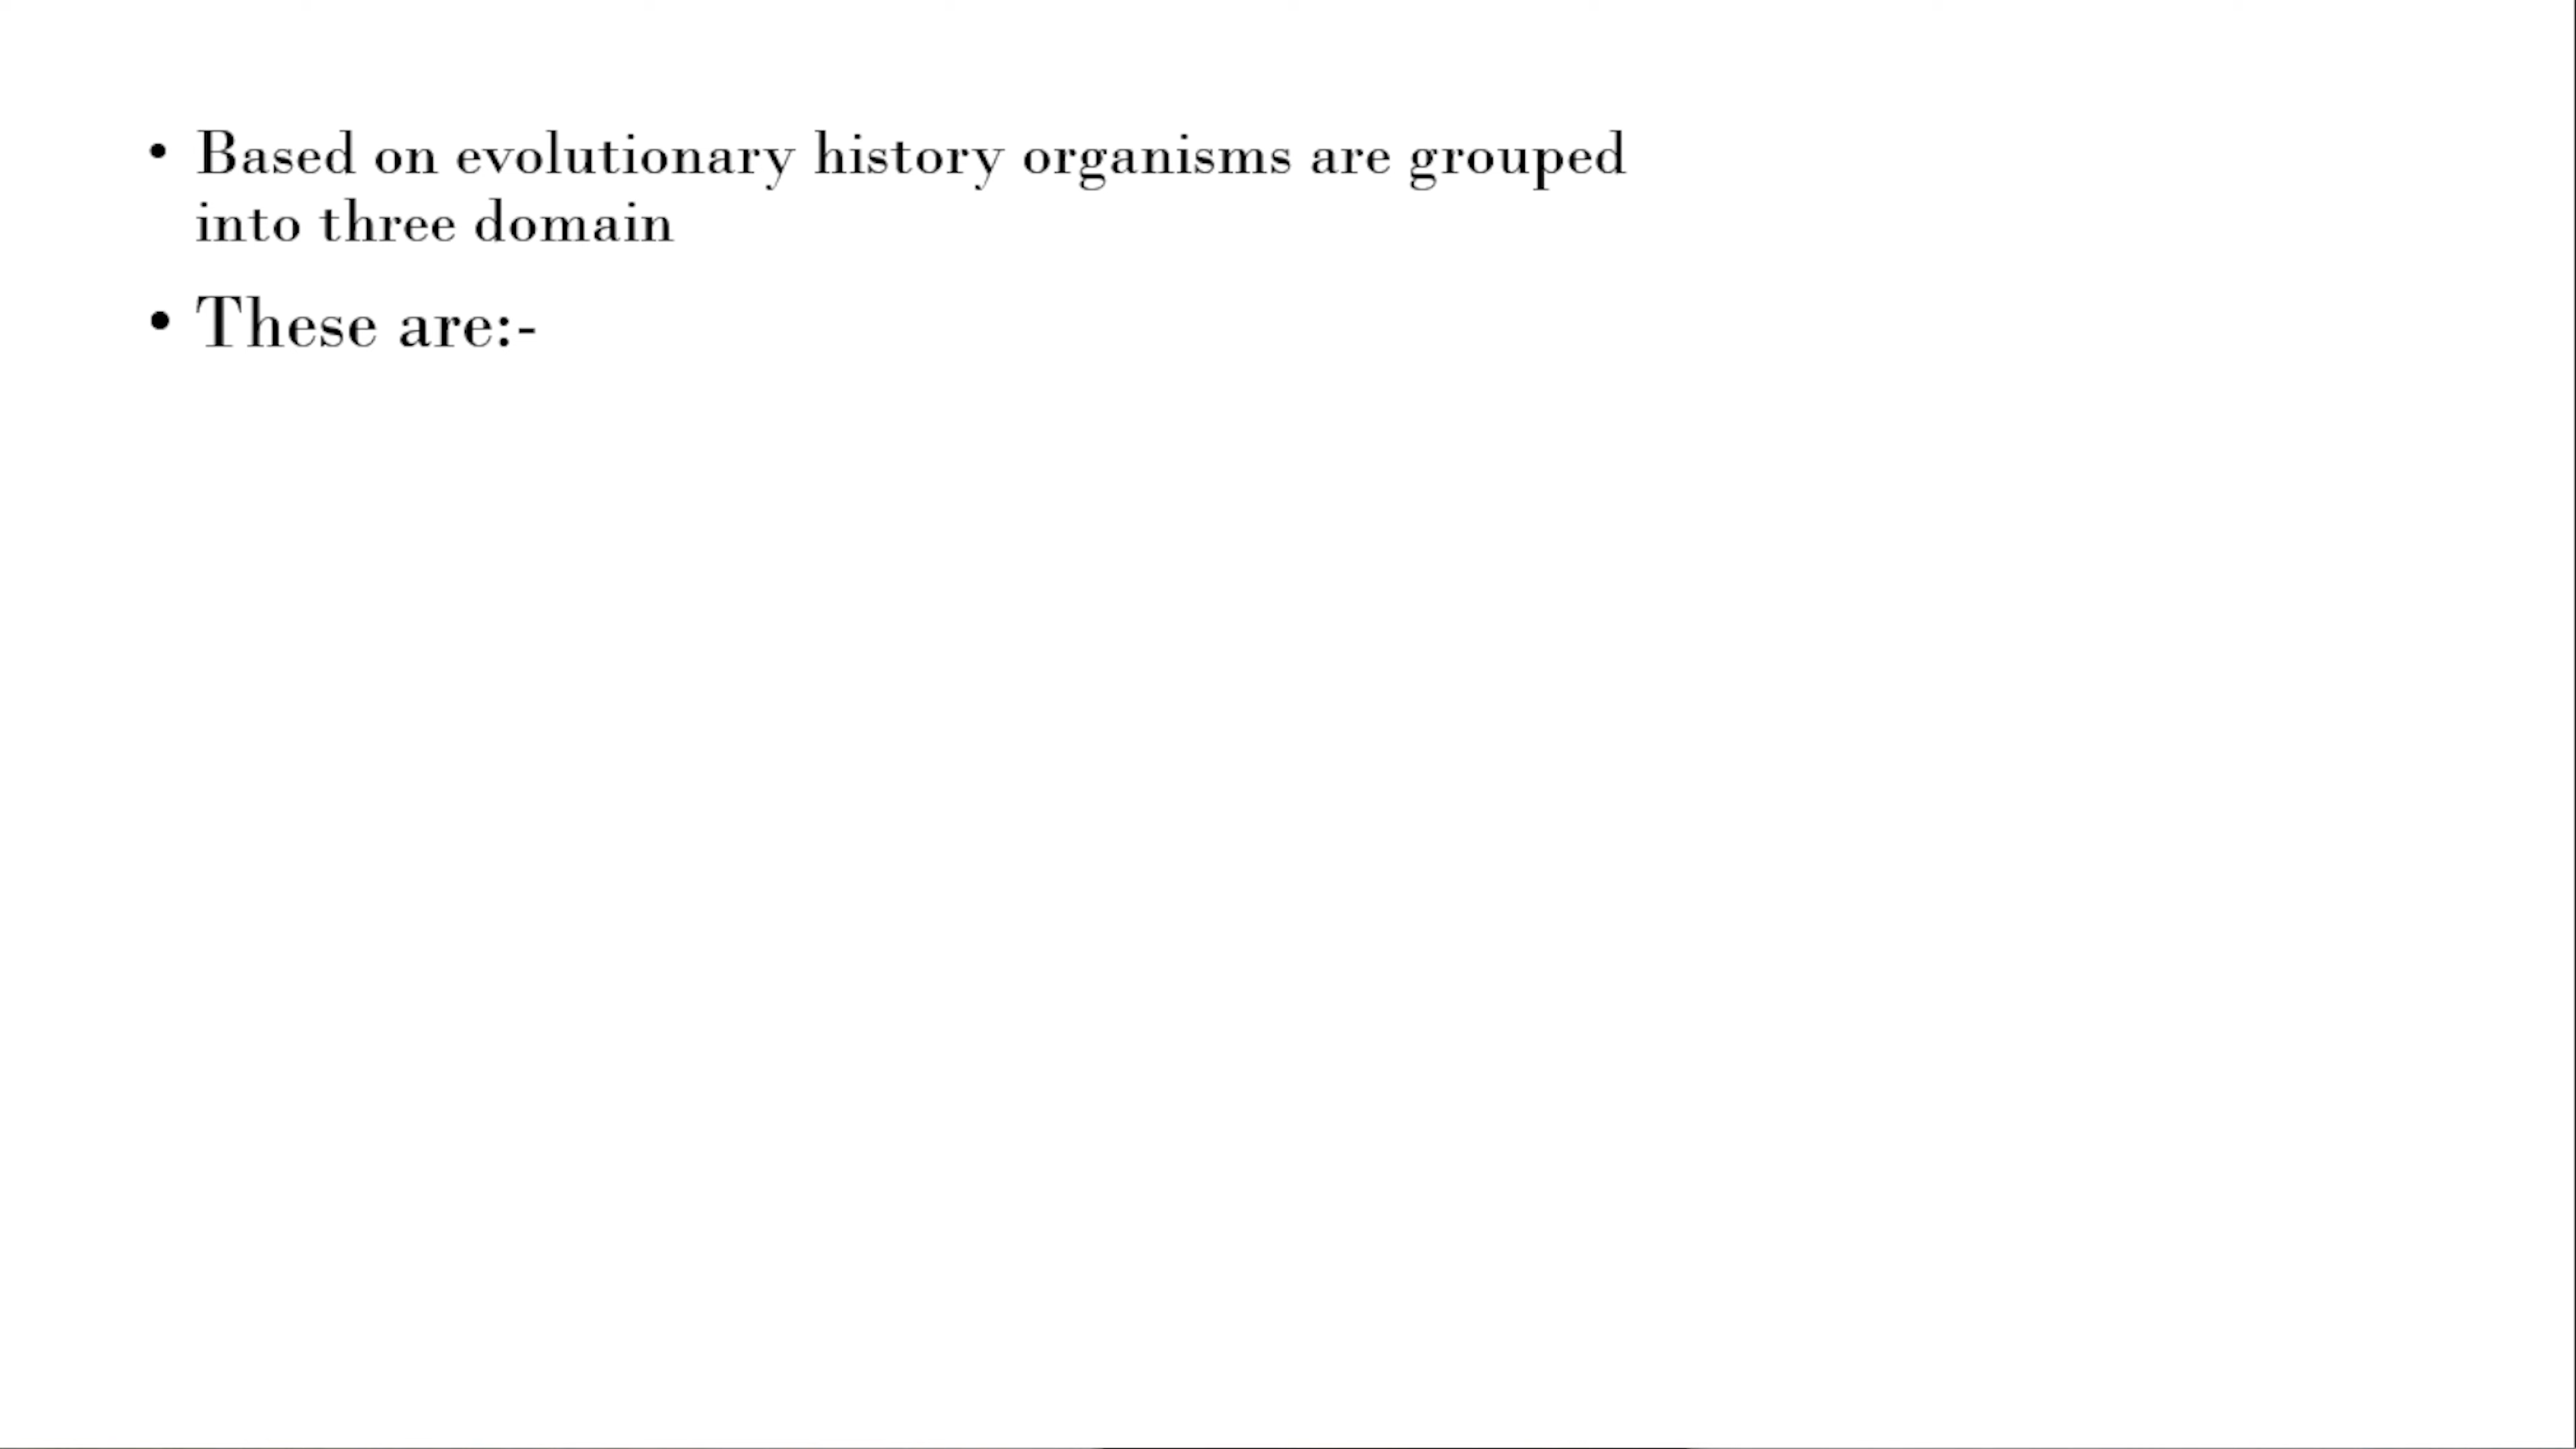 • Based on evolutionary history organisms are grouped
into three domain
• These are:-